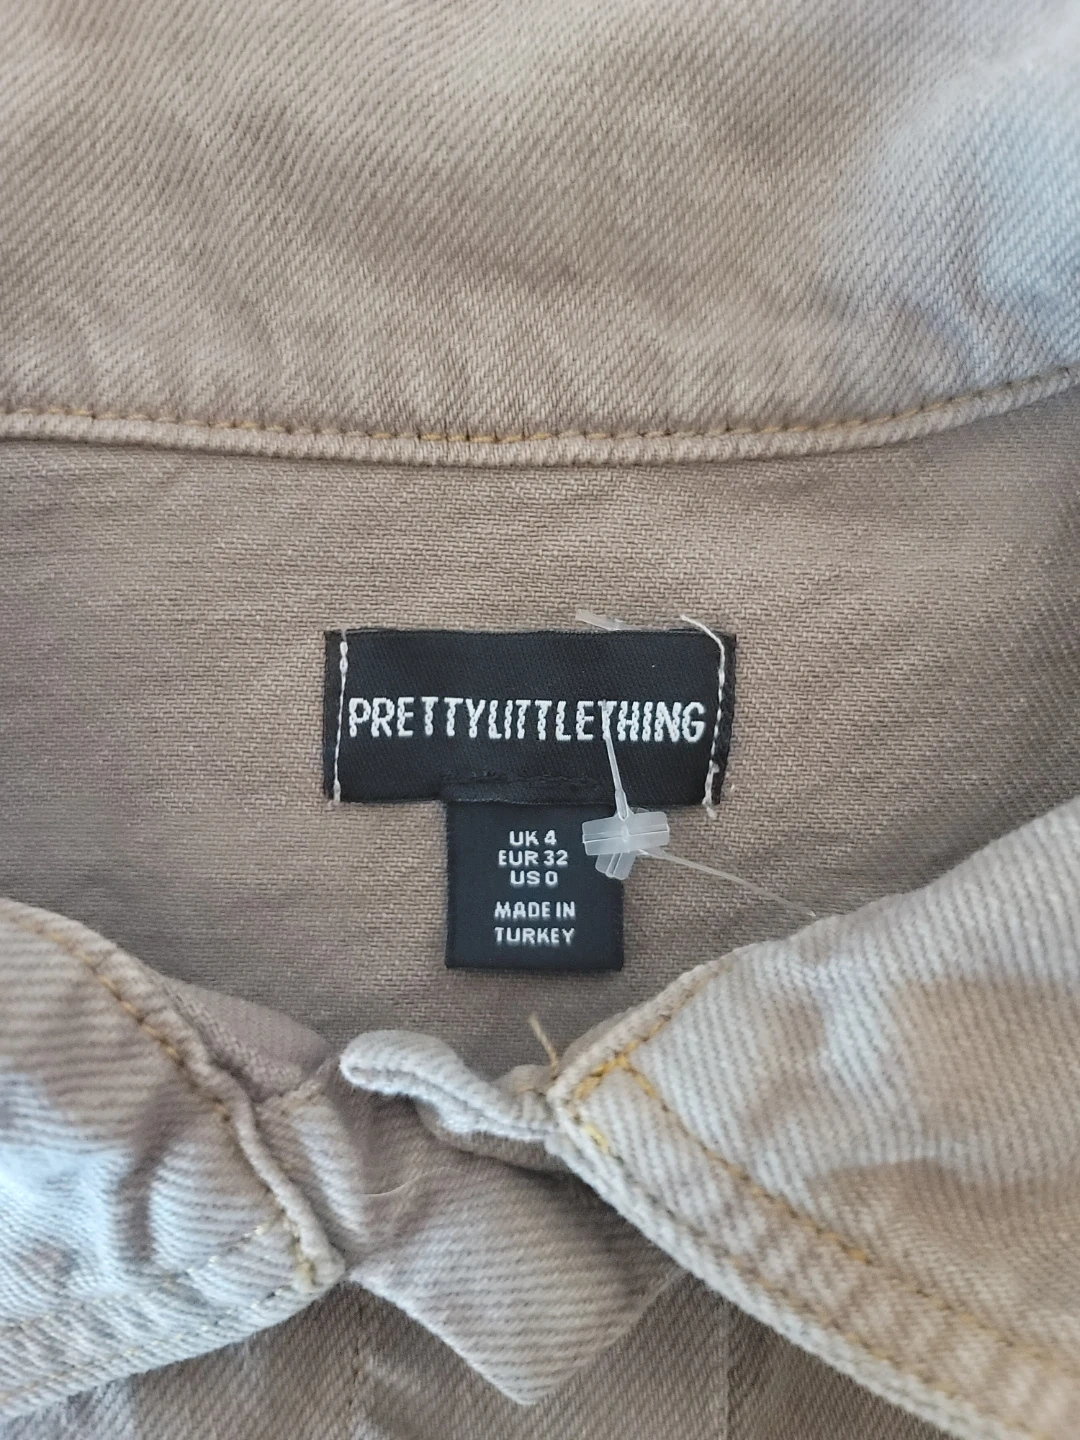 PRETTYLITTLETHING
UK 4
EUR 32
US 0
MADE IN
TURKEY